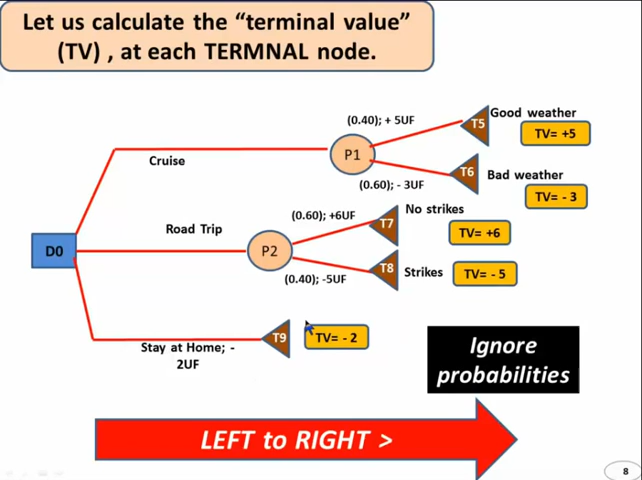 Let us calculate the “terminal value”
(TV) , at each TERMNAL node.
(0.40); + 5UF
T5
Good weather
TV= +5
Cruise
P1
T6
Bad weather
(0.60); - 3UF
TV= - 3
Road Trip
(0.60); +6UF
T7
No strikes
TV= +6
D0
P2
T8
Strikes
TV= - 5
(0.40); -5UF
T9
TV= - 2
Stay at Home; -
2UF
Ignore
probabilities
LEFT to RIGHT >
8